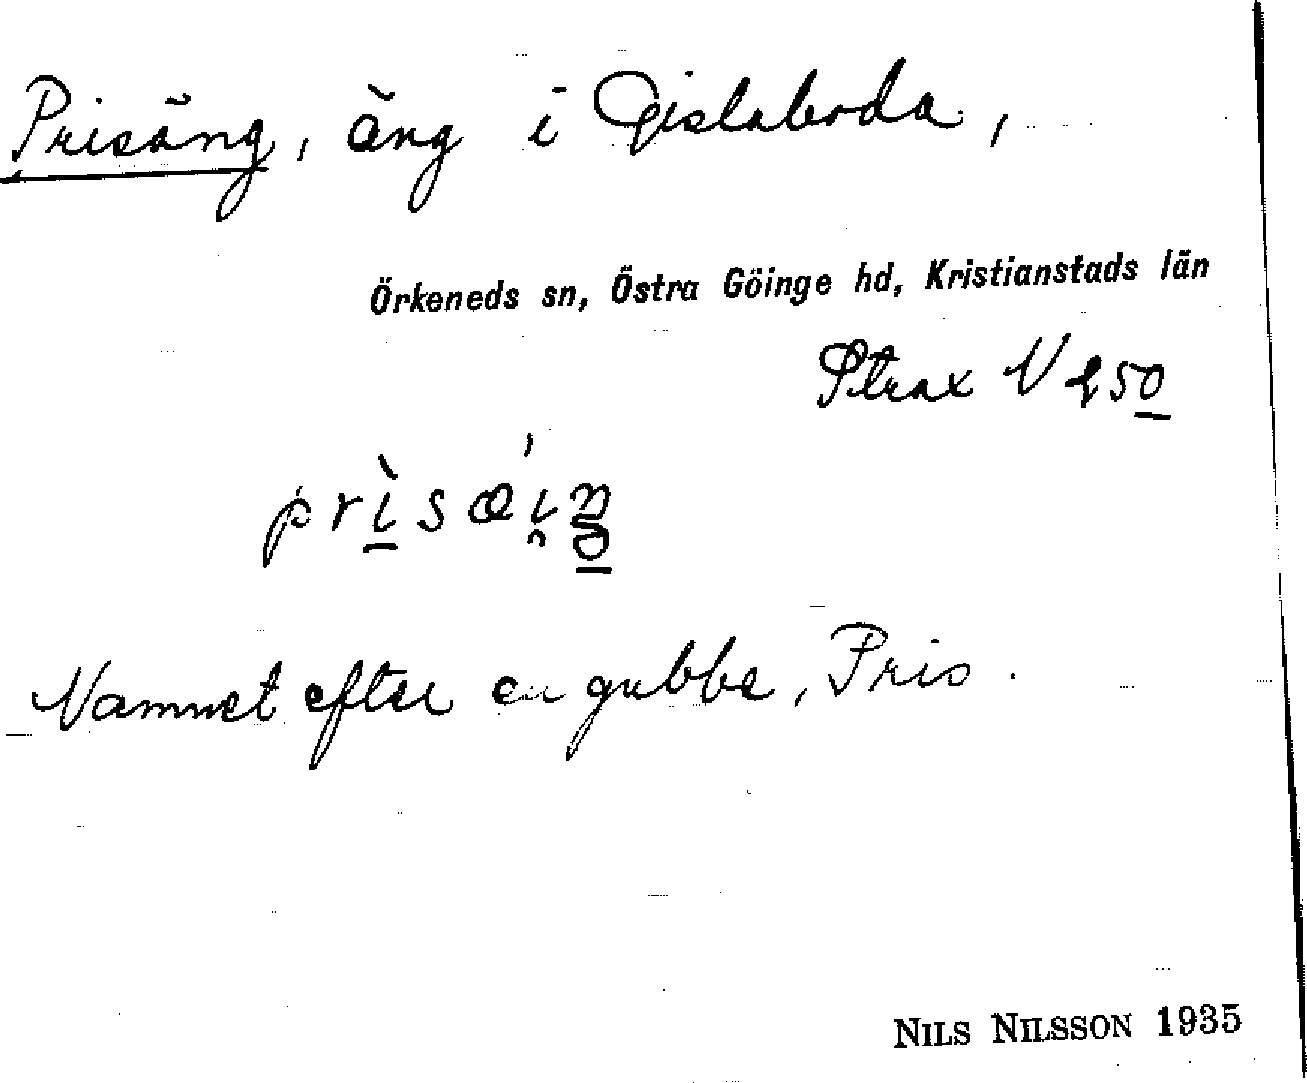 Prisäng, äng i Gislaboda,
Örkeneds sn, Östra Göinge hd, Kristianstads län
Strax V 250
Namnet efter en gubbe, Pris.
NILS NILSSON 1935